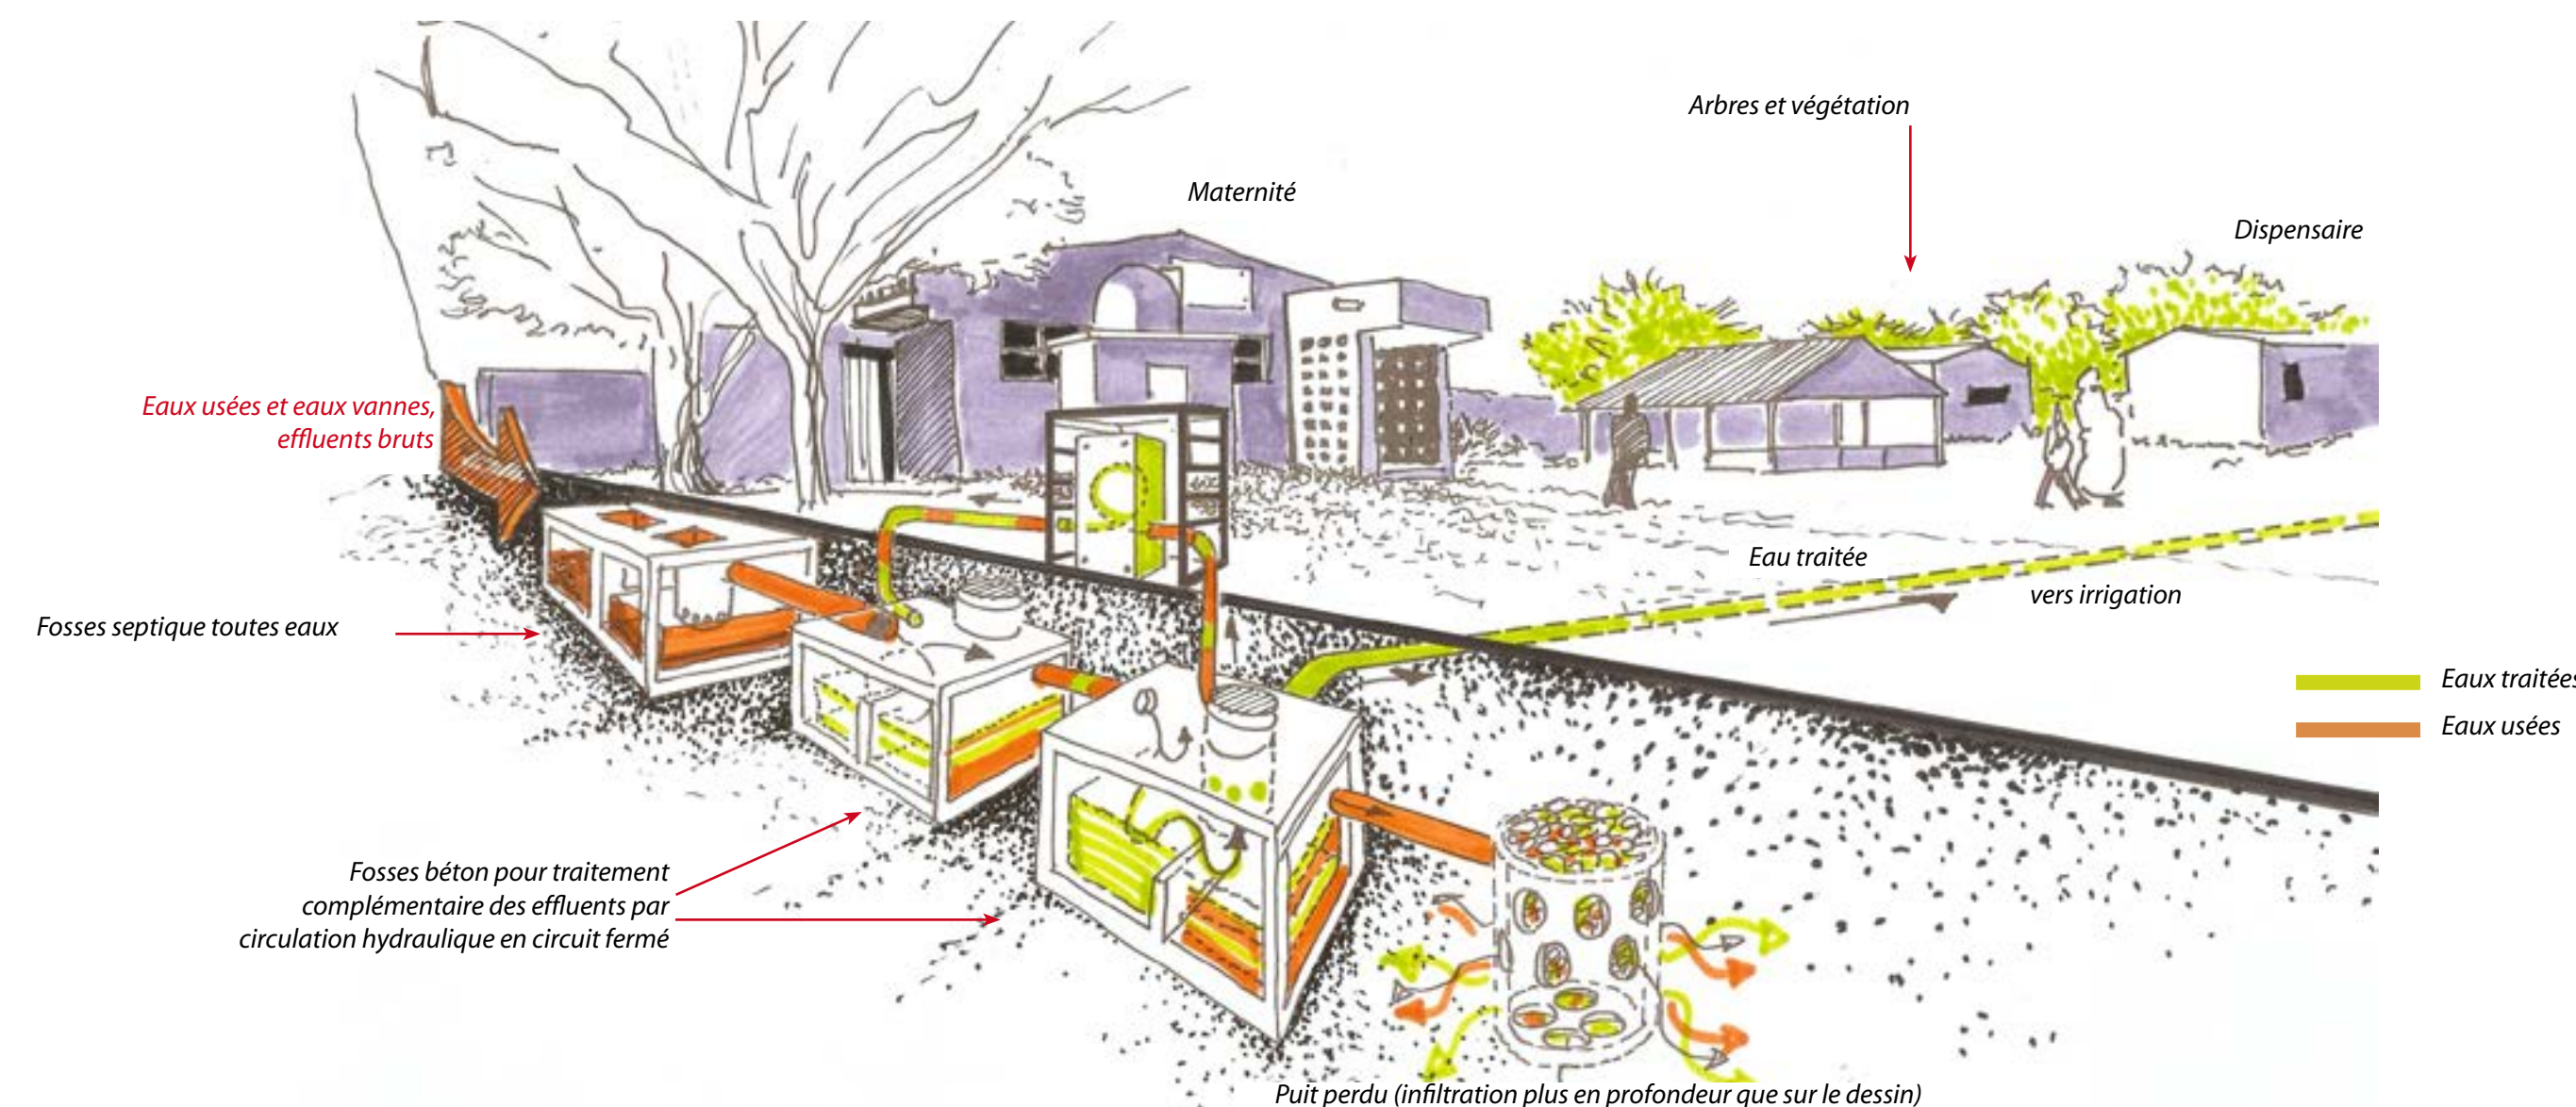 Arbres et végétation
Maternité
Dispensaire
Eaux usées et eaux vannes,
effluents bruts
Eau traitée
vers irrigation
Fosses septique toutes eaux
Eaux traitées
Eaux usées
Fosses béton pour traitement
complémentaire des effluents par
circulation hydraulique en circuit fermé
Puit perdu (infiltration plus en profondeur que sur le dessin)